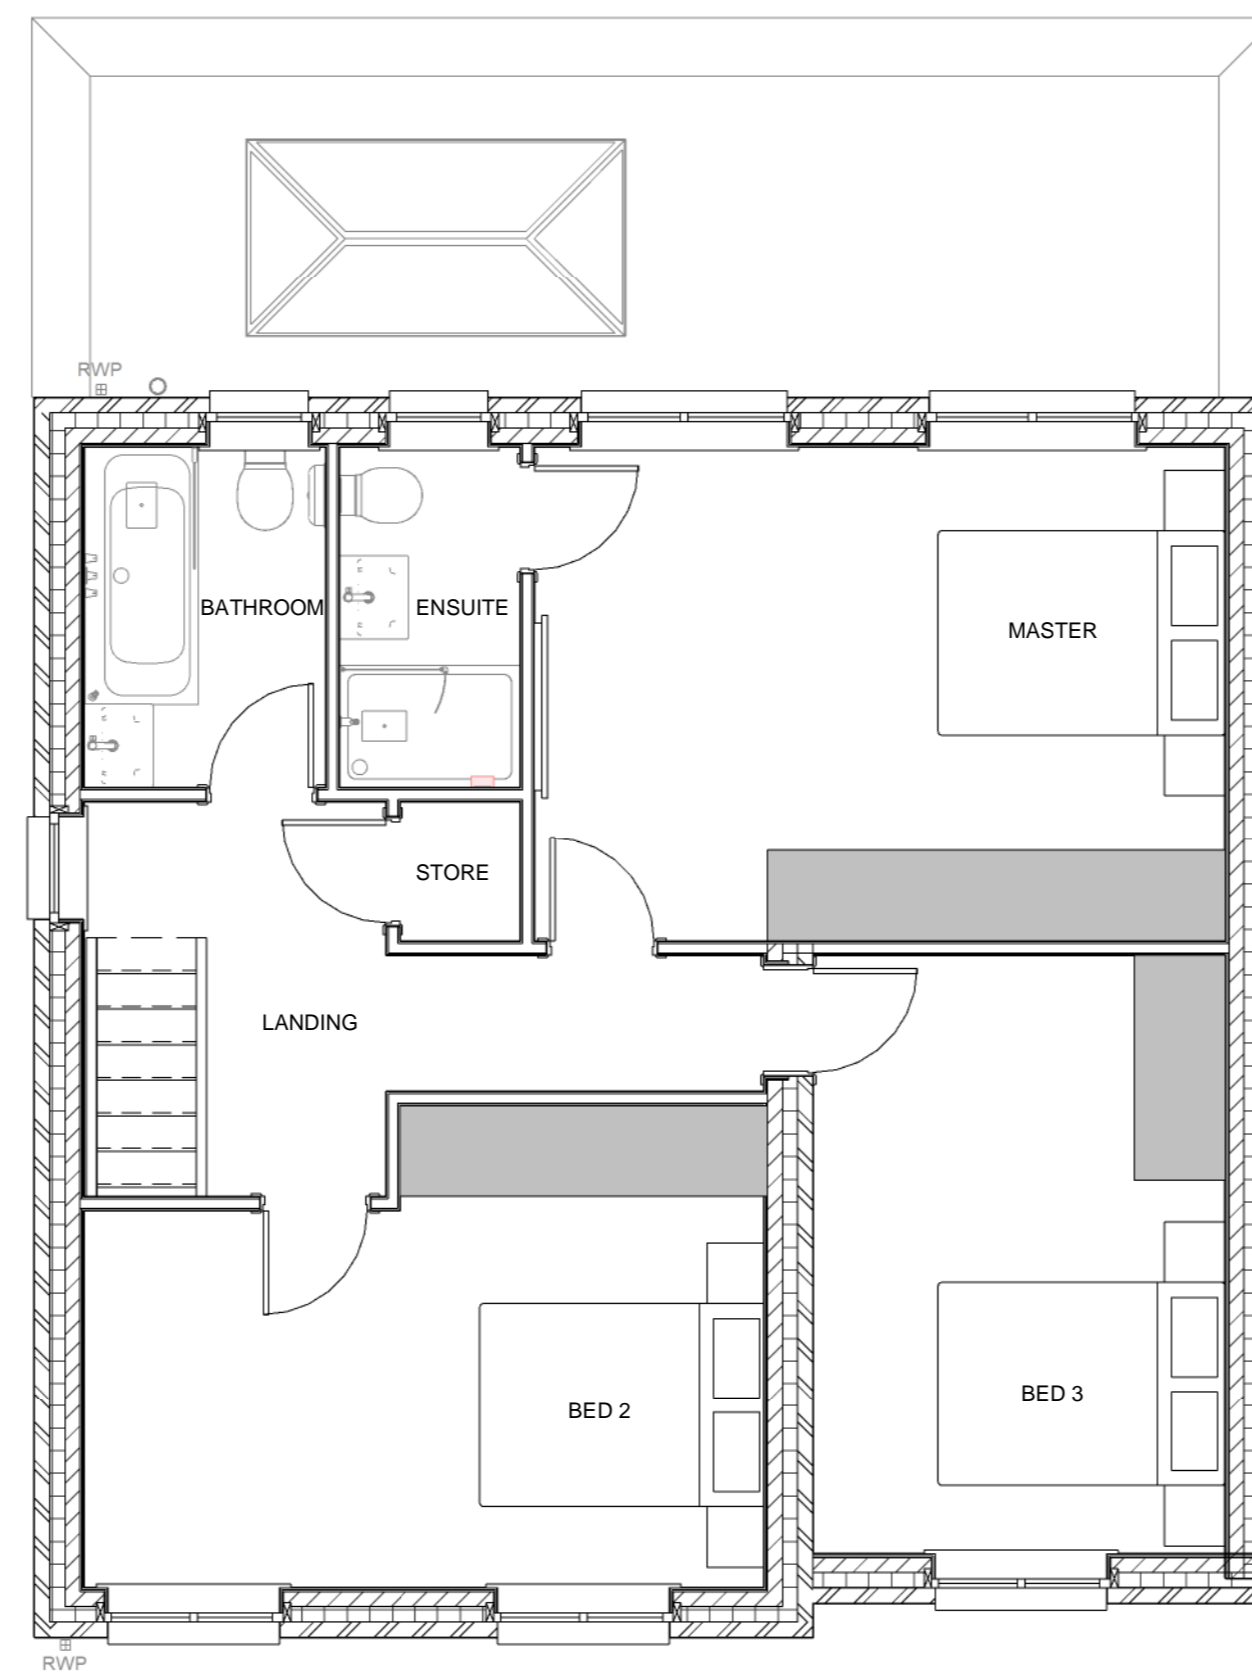 RWP
BATHROOM
ENSUITE
MASTER
STORE
LANDING
BED 2
BED 3
RWP